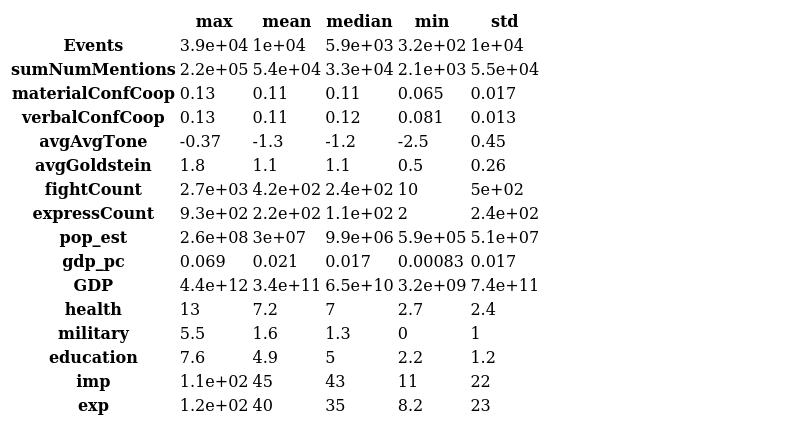 max mean median min std
Events 3.9e+04 1e+04 5.9e+03 3.2e+02 1e+04
sumNumMentions 2.2e+05 5.4e+04 3.3e+04 2.1e+03 5.5e+04
materialConfCoop 0.13 0.11 0.11 0.065 0.017
verbalConfCoop 0.13 0.11 0.12 0.081 0.013
avgAvgTone -0.37 -1.3 -1.2 -2.5 0.45
avgGoldstein 1.8 1.1 1.1 0.5 0.26
fightCount 2.7e+03 4.2e+02 2.4e+02 10 5e+02
expressCount 9.3e+02 2.2e+02 1.1e+02 2 2.4e+02
pop_est 2.6e+08 3e+07 9.9e+06 5.9e+05 5.1e+07
gdp_pc 0.069 0.021 0.017 0.00083 0.017
GDP 4.4e+12 3.4e+11 6.5e+10 3.2e+09 7.4e+11
health 13 7.2 7 2.7 2.4
military 5.5 1.6 1.3 0 1
education 7.6 4.9 5 2.2 1.2
imp 1.1e+02 45 43 11 22
exp 1.2e+02 40 35 8.2 23